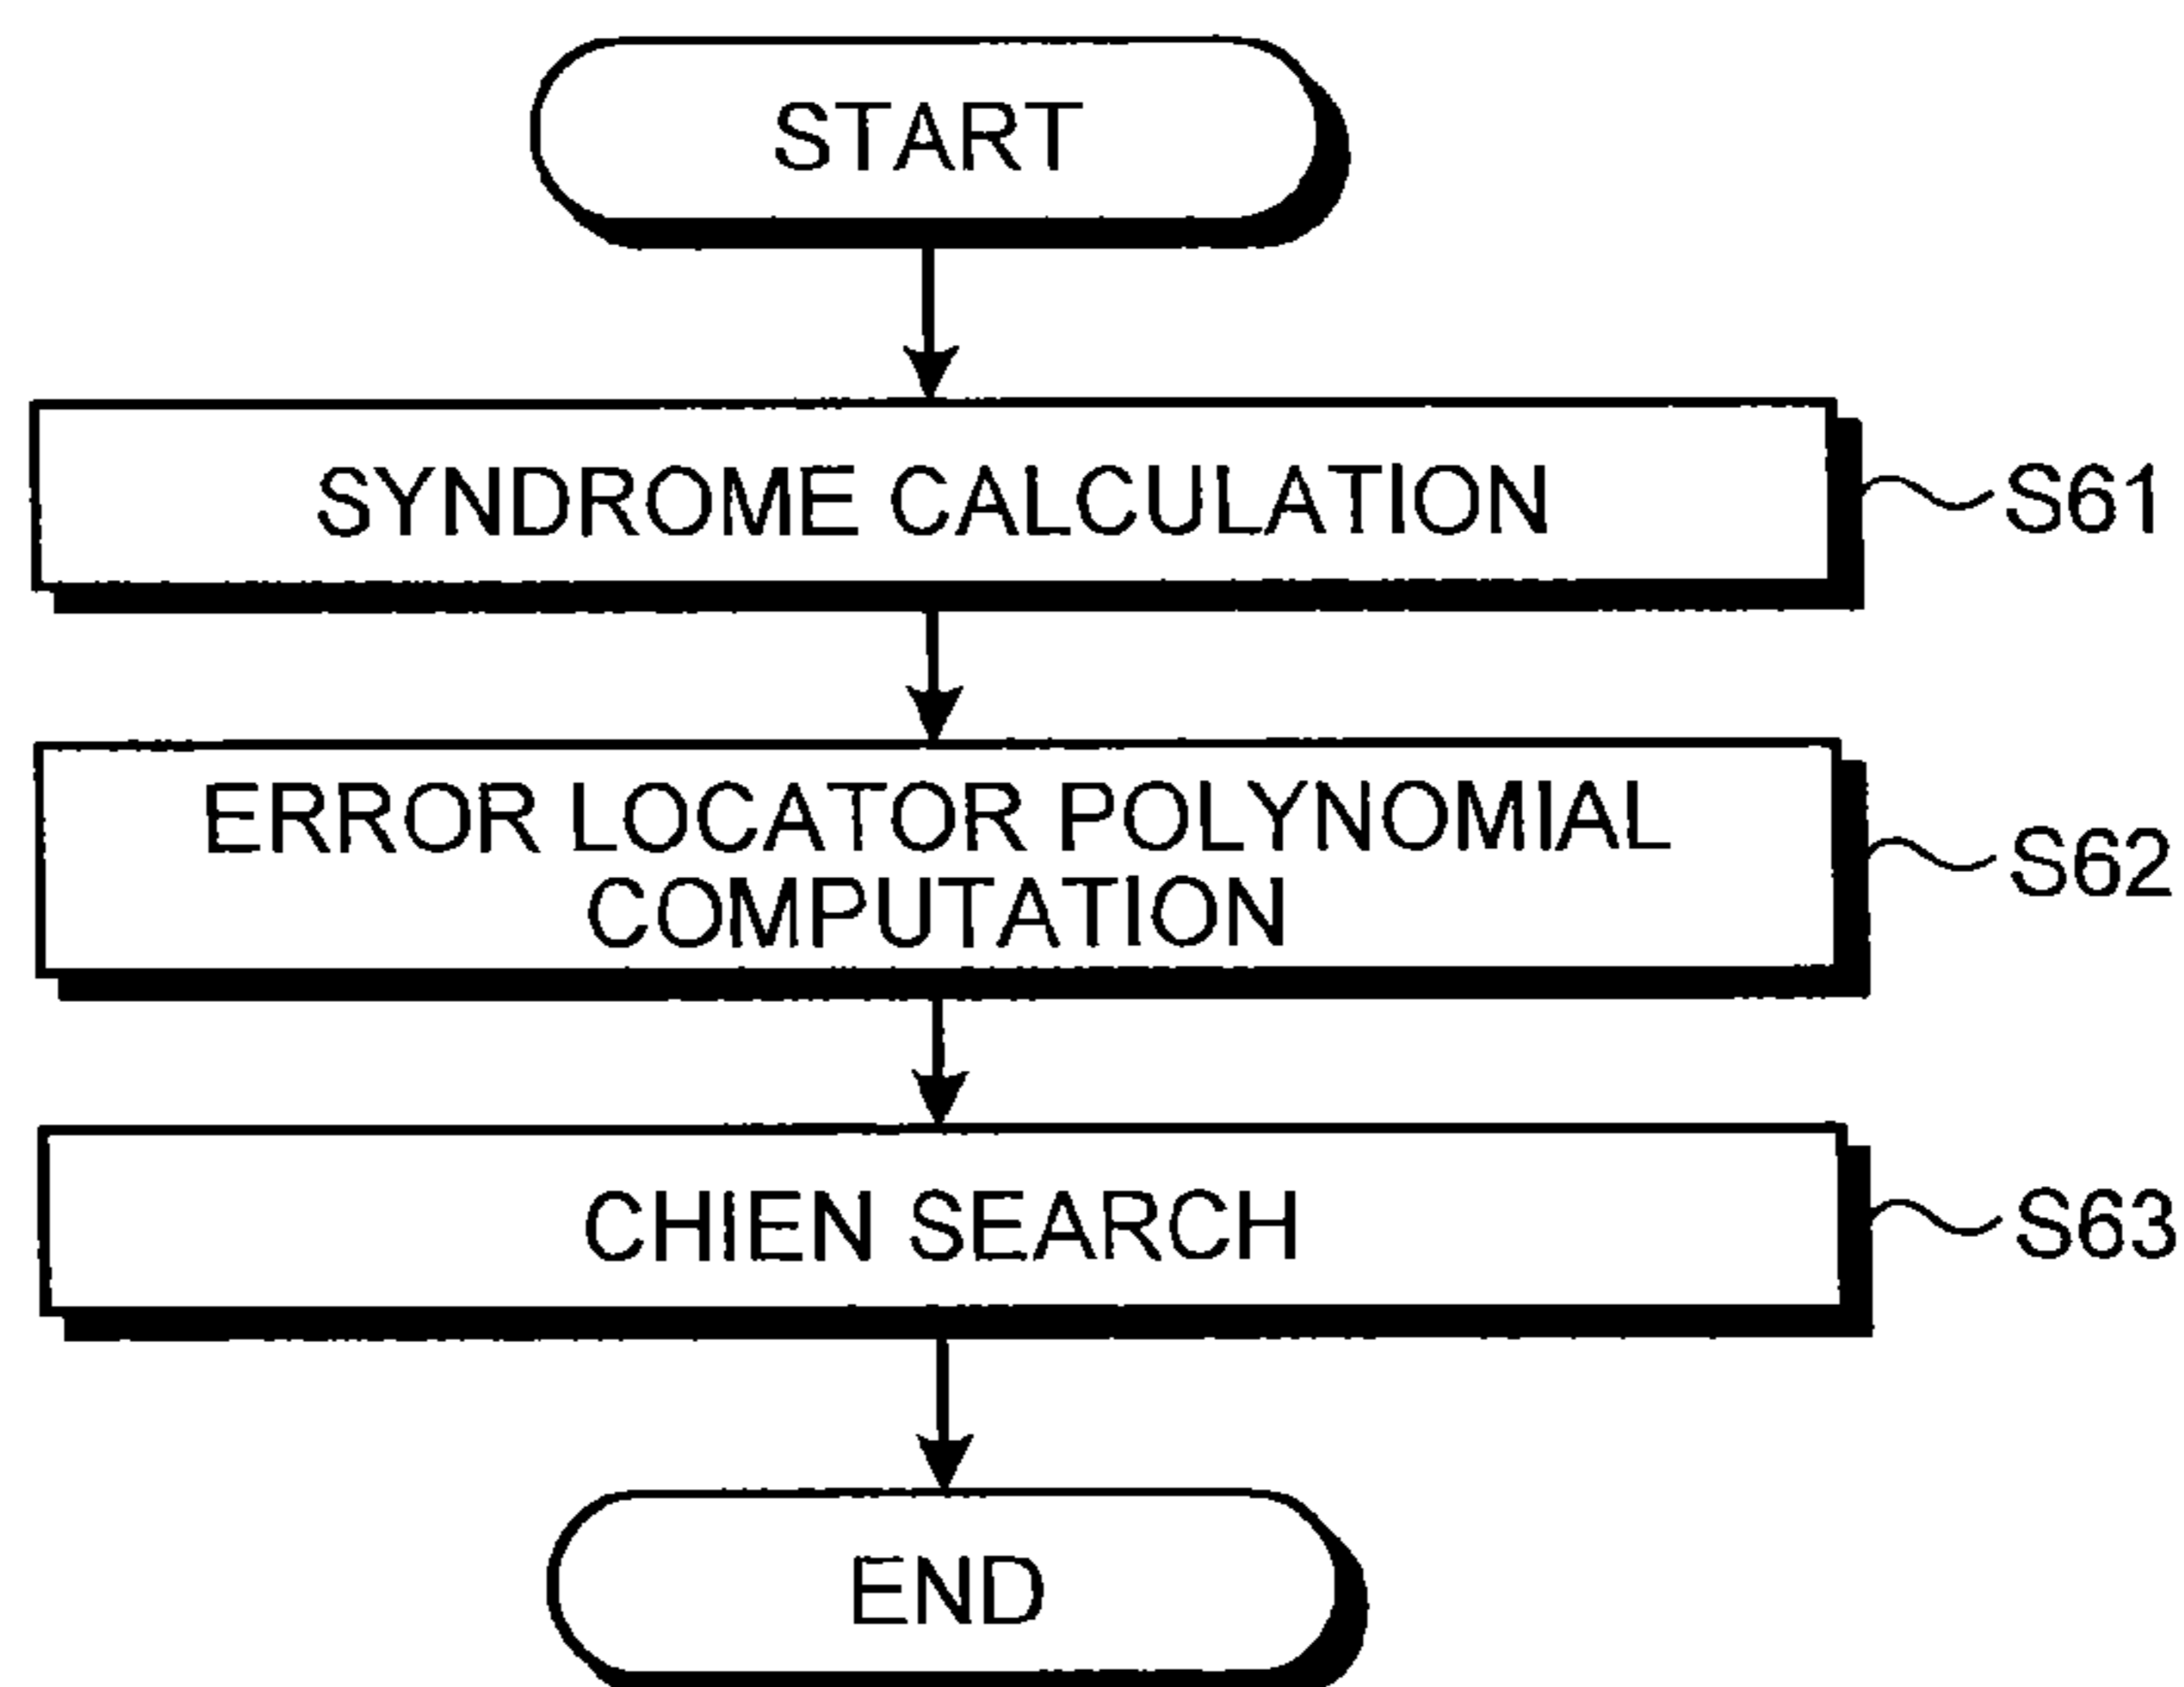 START
SYNDROME CALCULATION
S61
ERROR LOCATOR POLYNOMIAL
COMPUTATION
S62
CHIEN SEARCH
S63
END